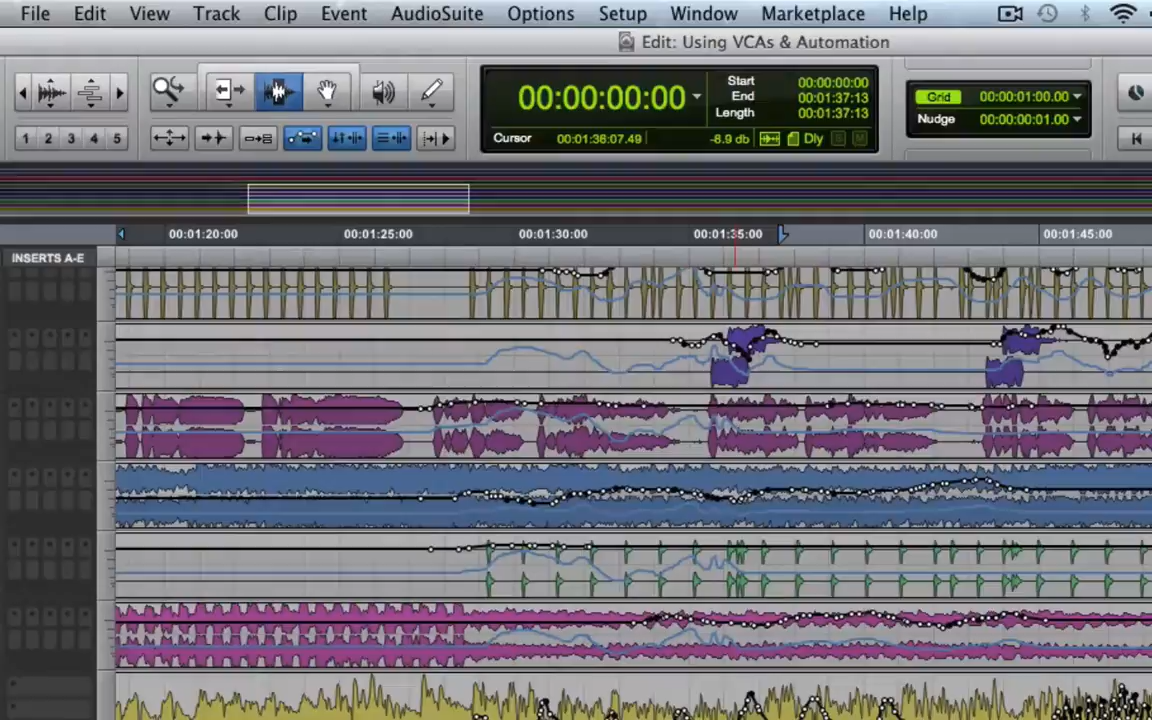 File Edit View Track Clip Event AudioSuite Options Setup Window Marketplace Help
Edit: Using VCAs & Automation
00:00:00:00
Start 00:00:00:00
End 00:01:37:13
Length 00:01:37:13
Cursor 00:01:36:07.49 -8.9 db Dly S M
Grid 00:00:01:00.00
Nudge 00:00:00:01.00
1 2 3 4 5
00:01:20:00 00:01:25:00 00:01:30:00 00:01:35:00 00:01:40:00 00:01:45:00
INSERTS A-E